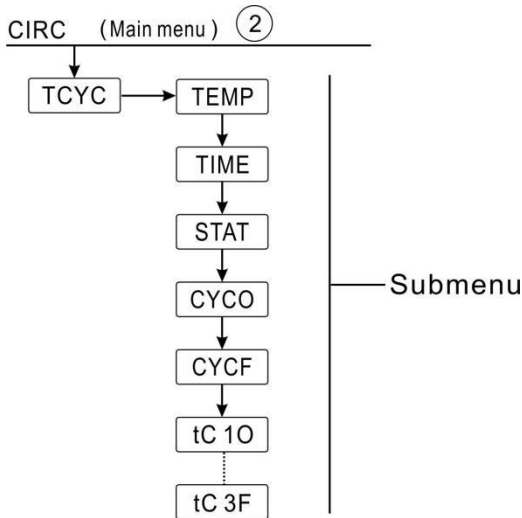 CIRC (Main menu) 2
TCYC TEMP
TIME
STAT
CYCO
Submenu
CYCF
tC 1O
tC 3F